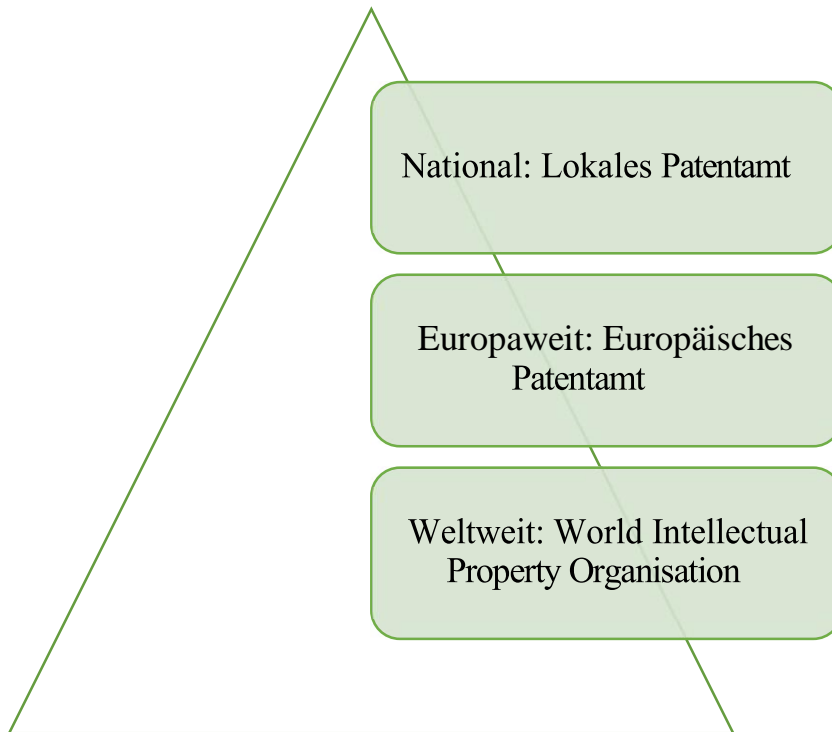 National: Lokales Patentamt
Europaweit: Europäisches
Patentamt
Weltweit: World Intellectual
Property Organisation